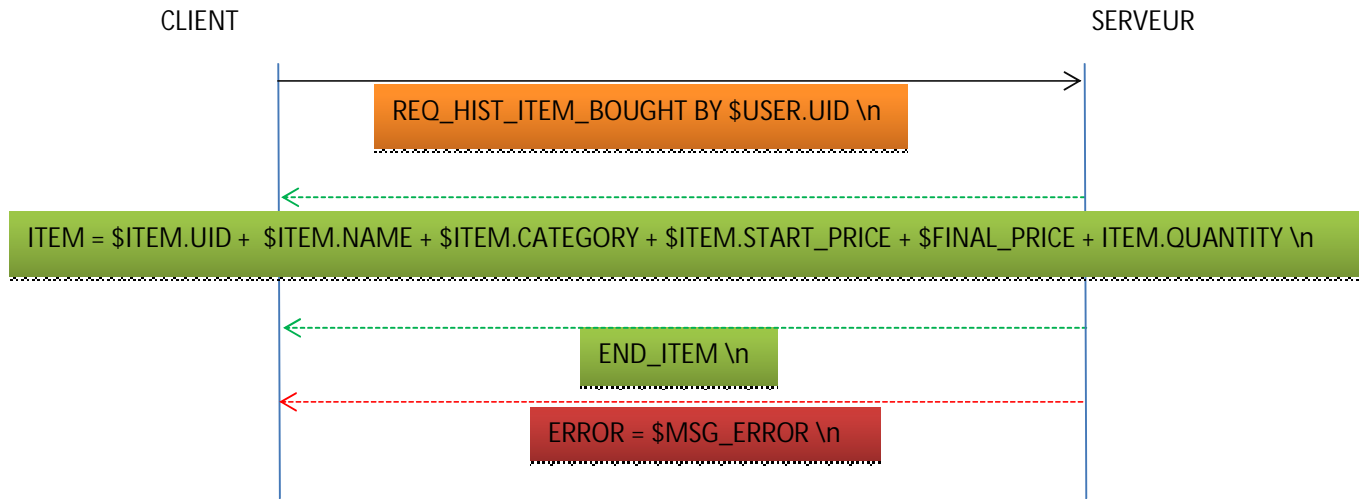 CLIENT
SERVEUR
REQ_HIST_ITEM_BOUGHT BY $USER.UID \n
ITEM = $ITEM.UID + $ITEM.NAME + $ITEM.CATEGORY + $ITEM.START_PRICE + $FINAL_PRICE + ITEM.QUANTITY \n
END_ITEM \n
ERROR = $MSG_ERROR \n